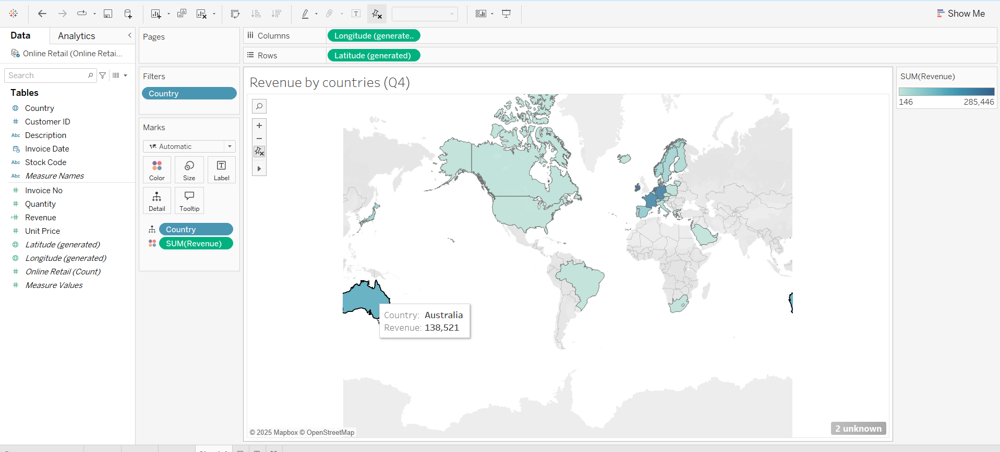 Show Me
Data
Analytics
Online Retail (Online Retai...
Search
Tables
Country
Customer ID
Abc Description
Invoice Date
Abc Stock Code
Abc Measure Names
Invoice No
Quantity
Revenue
Unit Price
Latitude (generated)
Longitude (generated)
Online Retail (Count)
Measure Values
Pages
Filters
Country
Marks
Automatic
Color
Size
Label
Detail
Tooltip
Country
SUM(Revenue)
Columns
Longitude (generate..
Rows
Latitude (generated)
Revenue by countries (Q4)
Country: Australia
Revenue: 138,521
© 2025 Mapbox © OpenStreetMap
2 unknown
SUM(Revenue)
146 285,446